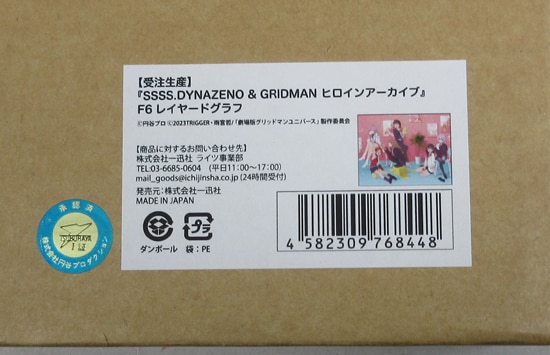 【受注生産】
『SSSS.DYNAZENO & GRIDMAN ヒロインアーカイブ』
F6 レイヤードグラフ
©円谷プロ ©2023TRIGGER・雨宮哲/「劇場版グリッドマンユニバース」製作委員会
【商品に対するお問い合わせ先】
株式会社一迅社 ライツ事業部
TEL.03-6685-0604 (平日11:00〜17:00)
mail_goods@ichijinsha.co.jp (24時間受付)
発売元:株式会社一迅社
MADE IN JAPAN
プラ
ダンボール 袋:PE
4 582309 768448
承認済
TSUBURAYA
株式会社円谷プロダクション